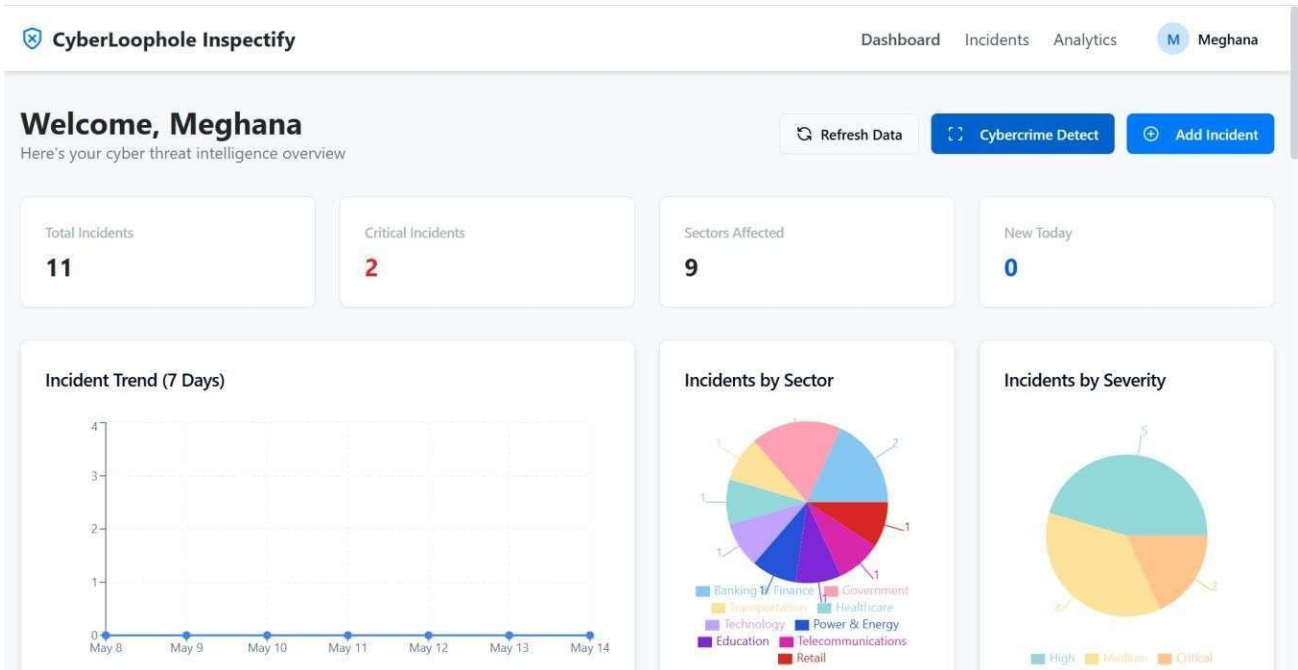 CyberLoophole Inspectify
Dashboard Incidents Analytics M Meghana
Welcome, Meghana
Here's your cyber threat intelligence overview
Refresh Data Cybercrime Detect Add Incident
Total Incidents
11
Critical Incidents
2
Sectors Affected
9
New Today
0
Incident Trend (7 Days)
4
3
2
1
0
May 8 May 9 May 10 May 11 May 12 May 13 May 14
Incidents by Sector
2
1
1
1
1
1
1
1
Banking & Finance Government
Transportation Healthcare
Technology Power & Energy
Education Telecommunications
Retail
Incidents by Severity
5
4
2
High Medium Critical